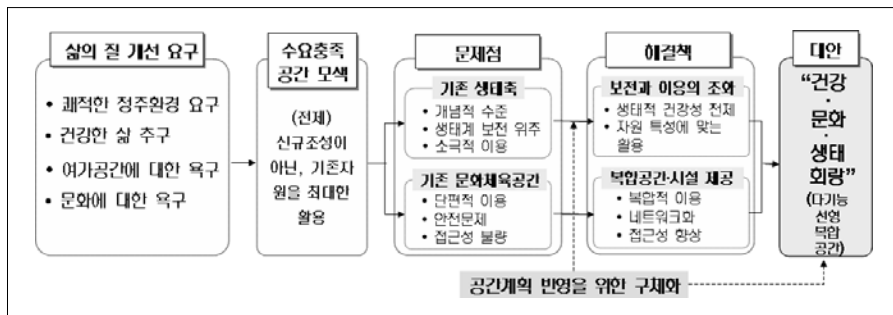 삶의 질 개선 요구
• 쾌적한 정주환경 요구
• 건강한 삶 추구
• 여가공간에 대한 욕구
• 문화에 대한 욕구
수요충족
공간 모색
(전제)
신규조성이
아닌, 기존자
원을 최대한
활용
문제점
기존 생태축
• 개념적 수준
• 생태계 보전 위주
• 소극적 이용
기존 문화체육공간
• 단편적 이용
• 안전문제
• 접근성 불량
해결책
보전과 이용의 조화
• 생태적 건강성 전제
• 자원 특성에 맞는
활용
복합공간·시설 제공
• 복합적 이용
• 네트워크화
• 접근성 향상
대안
“건강
·
문화
·
생태
회랑”
(다기능
선형
복합
공간)
공간계획 반영을 위한 구체화